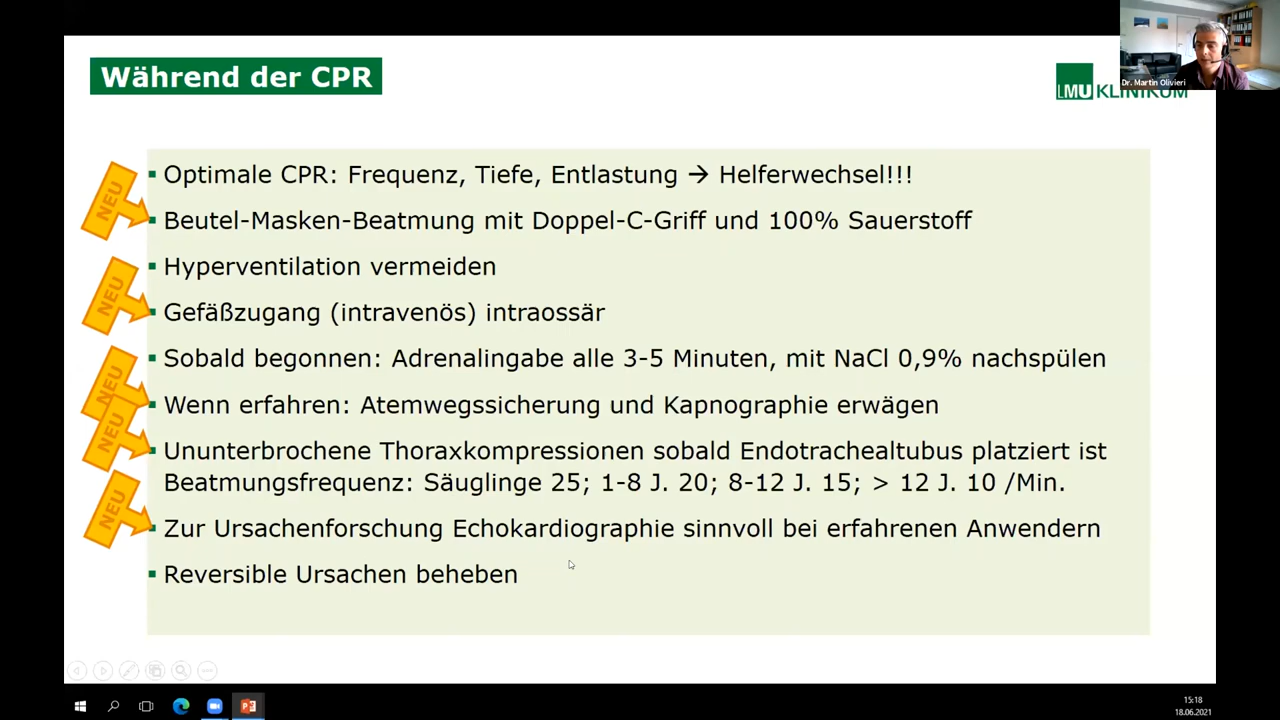 Während der CPR
LMU KLINIKUM
Dr. Martin Olivieri
NEU
Optimale CPR: Frequenz, Tiefe, Entlastung → Helferwechsel!!!
Beutel-Masken-Beatmung mit Doppel-C-Griff und 100% Sauerstoff
Hyperventilation vermeiden
NEU
Gefäßzugang (intravenös) intraossär
Sobald begonnen: Adrenalingabe alle 3-5 Minuten, mit NaCl 0,9% nachspülen
NEU
Wenn erfahren: Atemwegssicherung und Kapnographie erwägen
NEU
Ununterbrochene Thoraxkompressionen sobald Endotrachealtubus platziert ist
Beatmungsfrequenz: Säuglinge 25; 1-8 J. 20; 8-12 J. 15; > 12 J. 10 /Min.
NEU
Zur Ursachenforschung Echokardiographie sinnvoll bei erfahrenen Anwendern
Reversible Ursachen beheben
15:18
18.06.2021